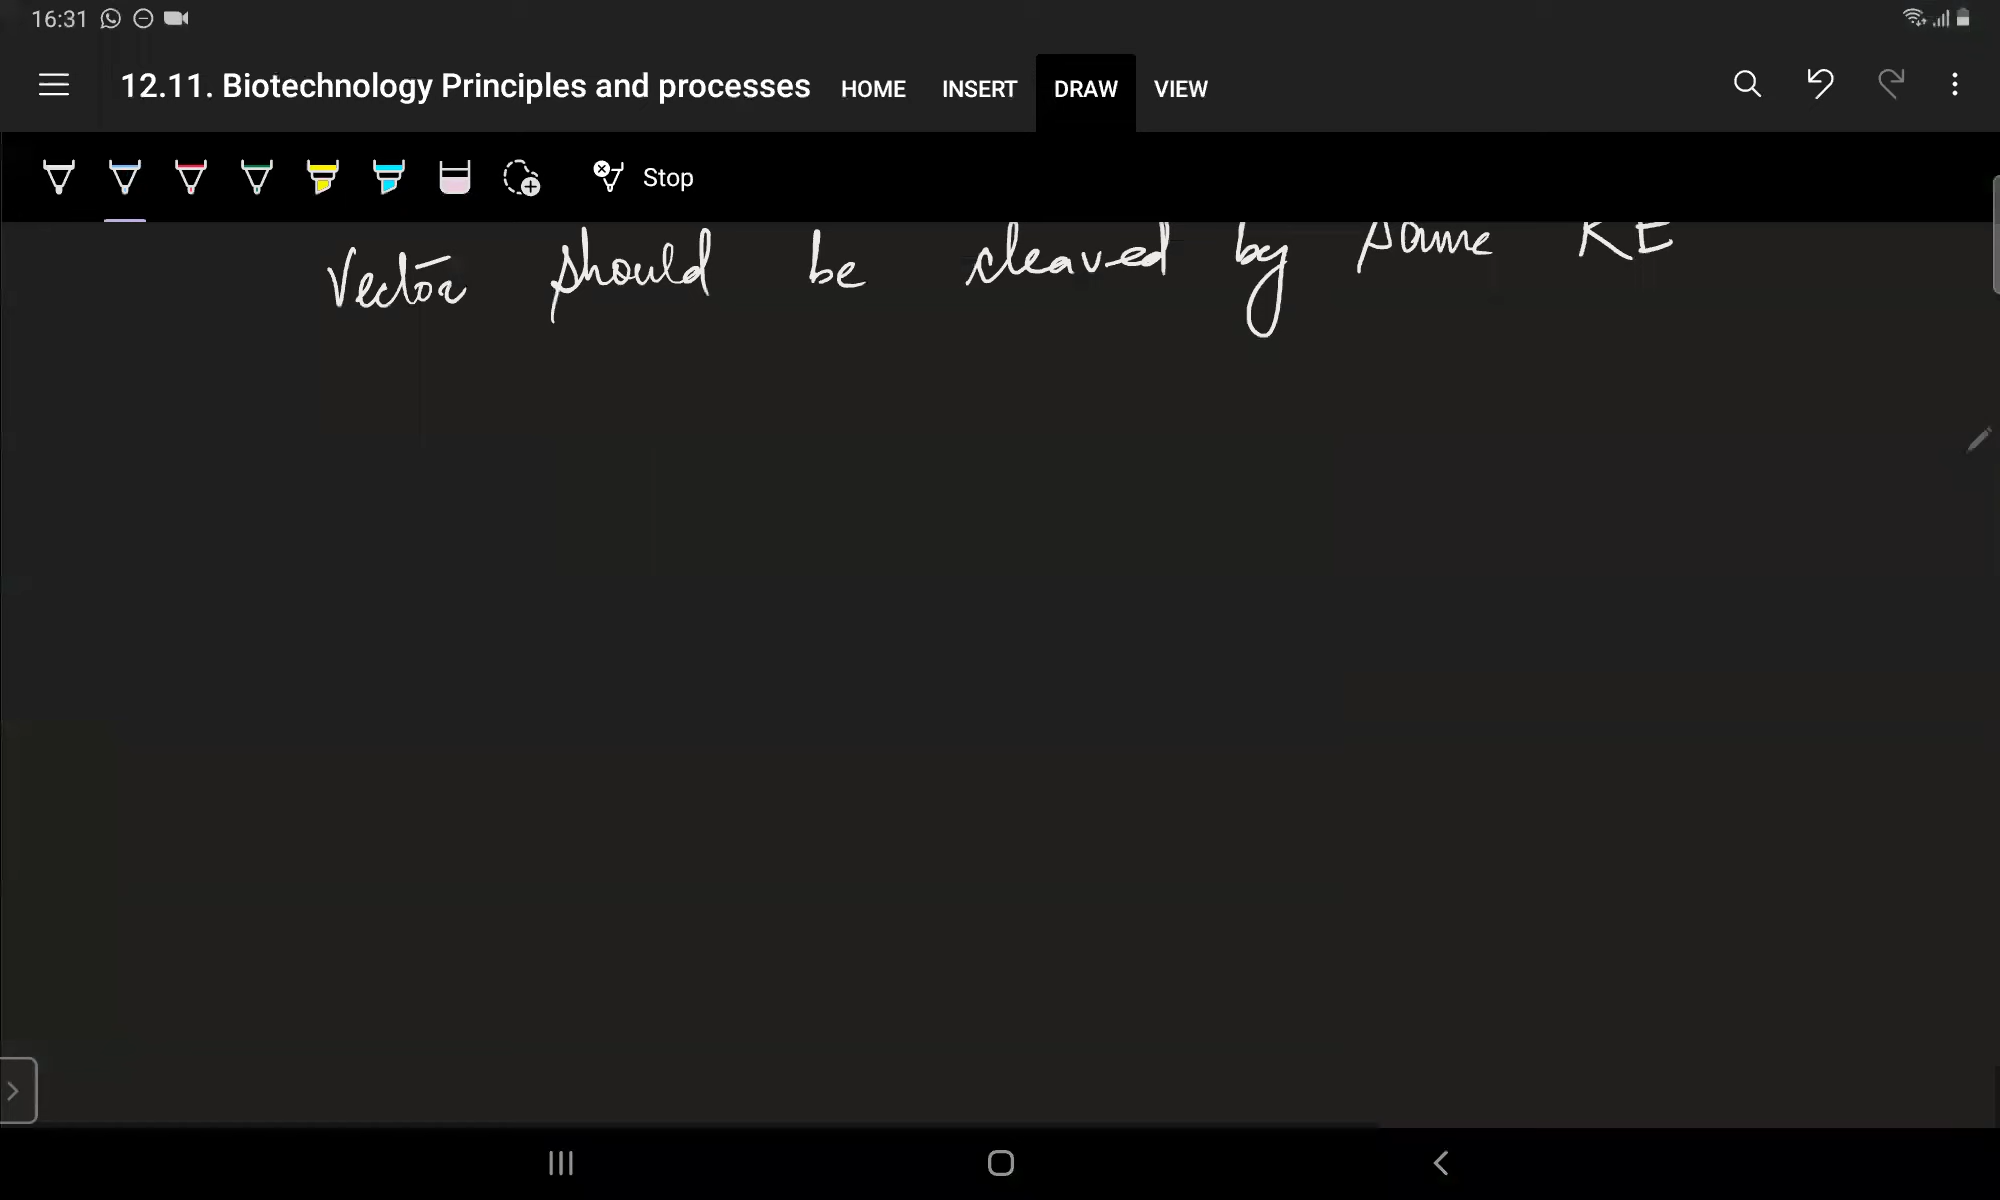 16:31
12.11. Biotechnology Principles and processes HOME INSERT DRAW VIEW
Stop
Vector should be cleaved by same RE